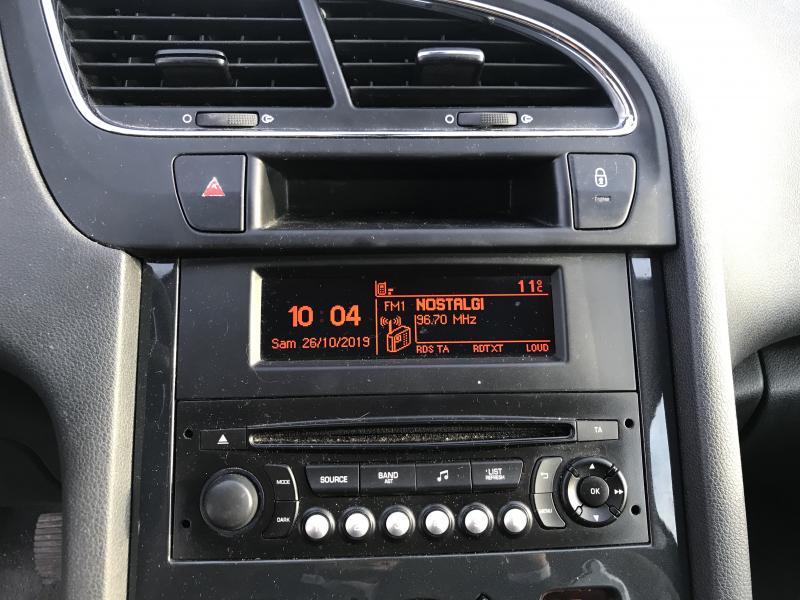 11°C
10 04
FM1 NOSTALGI
96.70 MHz
Sam 26/10/2019
RDS TA RDTXT LOUD
TA
MODE
SOURCE
BAND
AST
LIST
REFRESH
DARK
MENU
OK